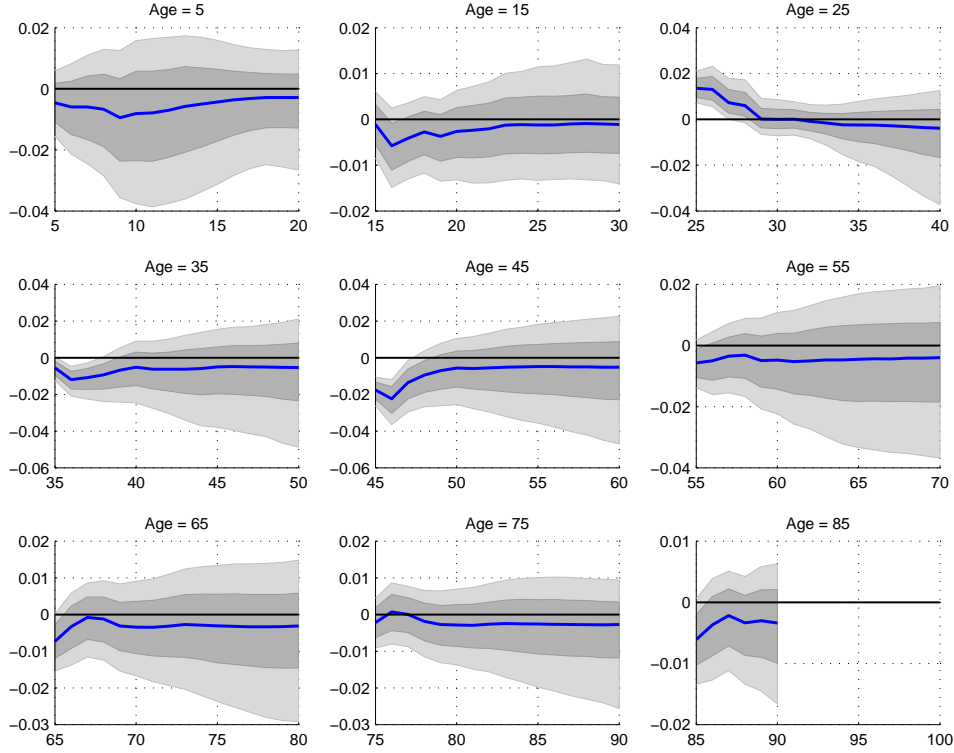 Age = 5
0.02
0
−0.02
−0.04
5 10 15 20
Age = 15
0.02
0.01
0
−0.01
−0.02
15 20 25 30
Age = 25
0.04
0.02
0
−0.02
−0.04
25 30 35 40
Age = 35
0.04
0.02
0
−0.02
−0.04
−0.06
35 40 45 50
Age = 45
0.04
0.02
0
−0.02
−0.04
−0.06
45 50 55 60
Age = 55
0.02
0
−0.02
−0.04
55 60 65 70
Age = 65
0.02
0.01
0
−0.01
−0.02
−0.03
65 70 75 80
Age = 75
0.02
0.01
0
−0.01
−0.02
−0.03
75 80 85 90
Age = 85
0.01
0
−0.01
−0.02
85 90 95 100